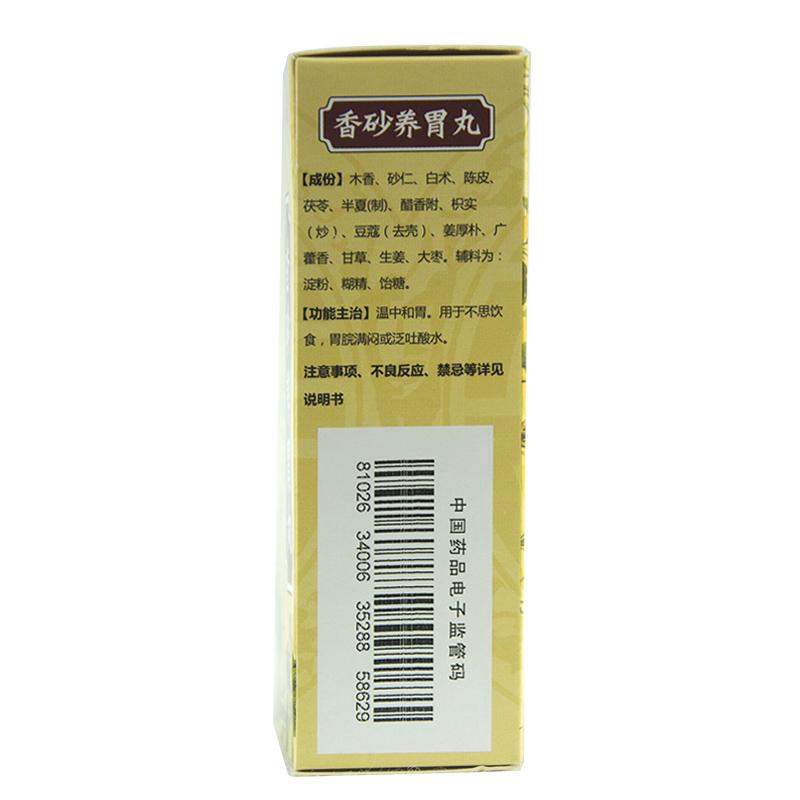 香砂养胃丸
【成份】木香、砂仁、白术、陈皮、
茯苓、半夏(制)、醋香附、枳实
（炒）、豆蔻（去壳）、姜厚朴、广
藿香、甘草、生姜、大枣。辅料为：
淀粉、糊精、饴糖。
【功能主治】温中和胃。用于不思饮
食，胃脘满闷或泛吐酸水。
注意事项、不良反应、禁忌等详见
说明书
中国药品电子监管码
81026 34006 35288 58629